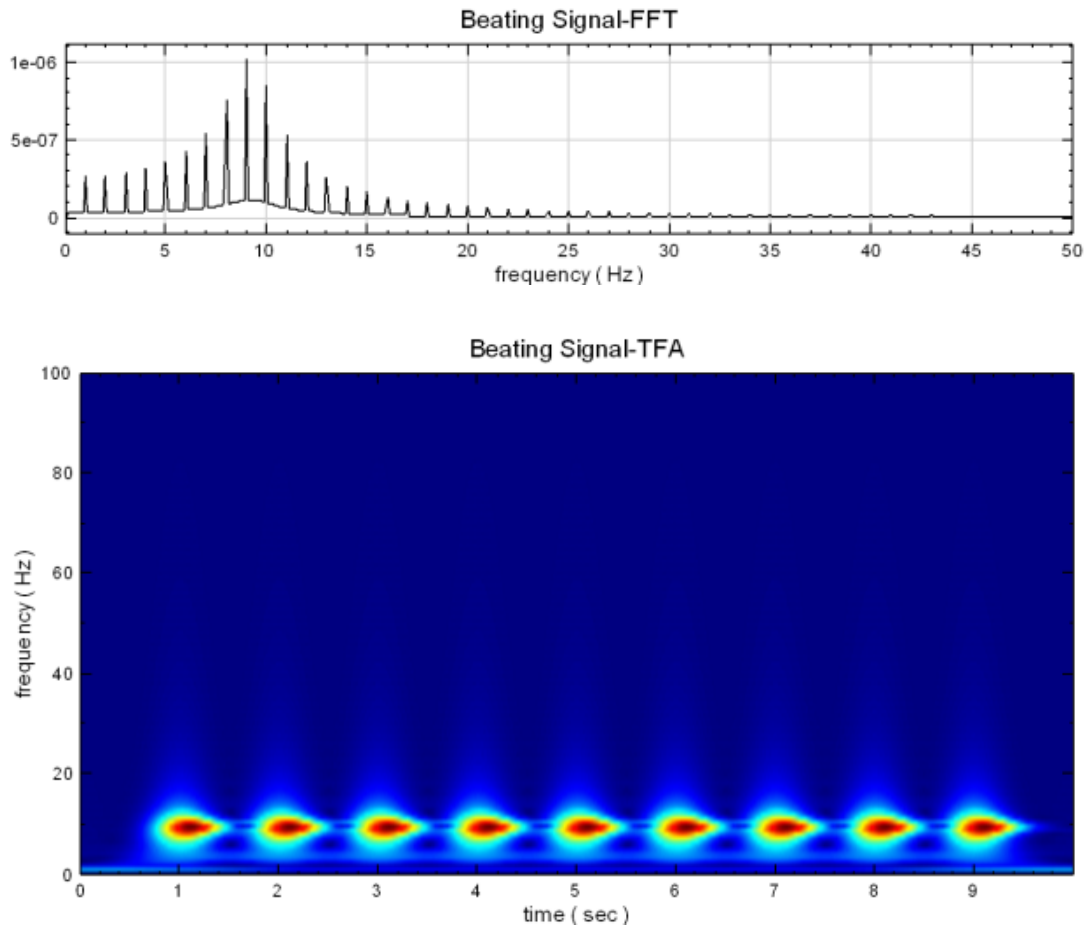 Beating Signal-FFT
1e-06
5e-07
0
0 5 10 15 20 25 30 35 40 45 50
frequency ( Hz )
Beating Signal-TFA
100
80
60
40
20
0
frequency ( Hz )
0 1 2 3 4 5 6 7 8 9
time ( sec )